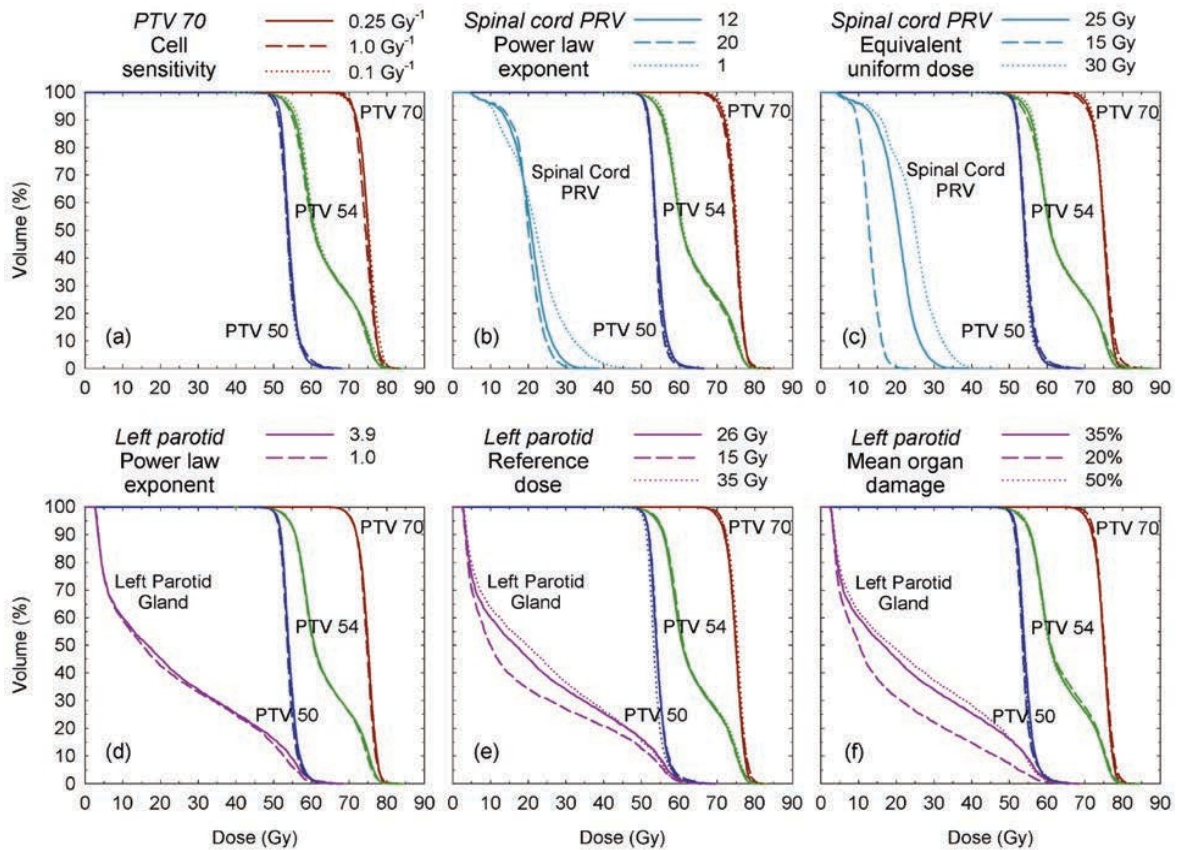 PTV 70
Cell
sensitivity
0.25 Gy⁻¹
1.0 Gy⁻¹
0.1 Gy⁻¹
Spinal cord PRV
Power law
exponent
12
20
1
Spinal cord PRV
Equivalent
uniform dose
25 Gy
15 Gy
30 Gy
Volume (%)
100
90
80
70
60
50
40
30
20
10
0
PTV 70
PTV 54
PTV 50
(a)
0 10 20 30 40 50 60 70 80 90
PTV 70
Spinal Cord
PRV
PTV 54
PTV 50
(b)
0 10 20 30 40 50 60 70 80 90
PTV 70
Spinal Cord
PRV
PTV 54
PTV 50
(c)
0 10 20 30 40 50 60 70 80 90
Left parotid
Power law
exponent
3.9
1.0
Left parotid
Reference
dose
26 Gy
15 Gy
35 Gy
Left parotid
Mean organ
damage
35%
20%
50%
Volume (%)
100
90
80
70
60
50
40
30
20
10
0
PTV 70
Left Parotid
Gland
PTV 54
PTV 50
(d)
0 10 20 30 40 50 60 70 80 90
Dose (Gy)
PTV 70
Left Parotid
Gland
PTV 54
PTV 50
(e)
0 10 20 30 40 50 60 70 80 90
Dose (Gy)
PTV 70
Left Parotid
Gland
PTV 54
PTV 50
(f)
0 10 20 30 40 50 60 70 80 90
Dose (Gy)